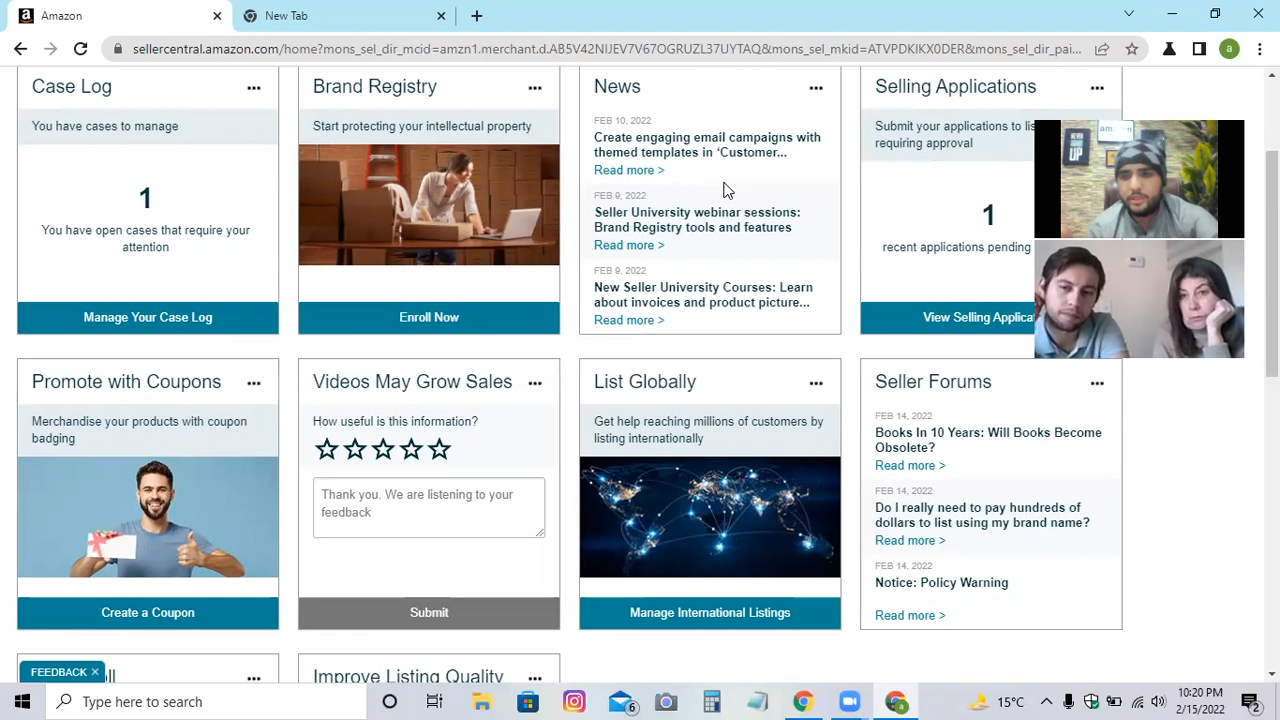 Amazon
New Tab
sellercentral.amazon.com/home?mons_sel_dir_mcid=amzn1.merchant.d.AB5V42NIJEV7V67OGRUZL37UYTAQ&mons_sel_mkid=ATVPDKIKX0DER&mons_sel_dir_pai...
a
Case Log
You have cases to manage
1
You have open cases that require your
attention
Manage Your Case Log
Brand Registry
Start protecting your intellectual property
Enroll Now
News
FEB 10, 2022
Create engaging email campaigns with
themed templates in ‘Customer...
Read more >
FEB 9, 2022
Seller University webinar sessions:
Brand Registry tools and features
Read more >
FEB 9, 2022
New Seller University Courses: Learn
about invoices and product picture...
Read more >
Selling Applications
Submit your applications to
requiring approval
1
recent applications pending
View Selling
Promote with Coupons
Merchandise your products with coupon
badging
Create a Coupon
Videos May Grow Sales
How useful is this information?
Thank you. We are listening to your
feedback
Submit
List Globally
Get help reaching millions of customers by
listing internationally
Manage International Listings
Seller Forums
FEB 14, 2022
Books In 10 Years: Will Books Become
Obsolete?
Read more >
FEB 14, 2022
Do I really need to pay hundreds of
dollars to list using my brand name?
Read more >
FEB 14, 2022
Notice: Policy Warning
Read more >
FEEDBACK ×
Improve Listing Quality
Type here to search
6
15°C
10:20 PM
2/15/2022
2